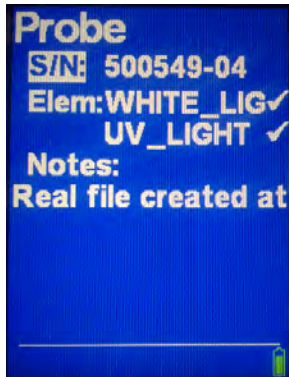 Probe
S/N: 500549-04
Elem:WHITE_LIG✓
UV_LIGHT ✓
Notes:
Real file created at